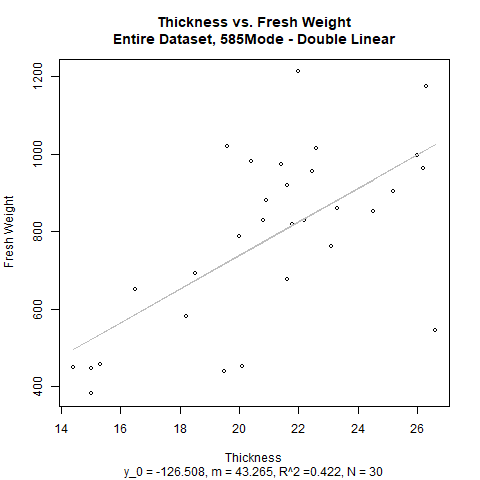 Thickness vs. Fresh Weight
Entire Dataset, 585Mode - Double Linear
Fresh Weight
1200
1000
800
600
400
14 16 18 20 22 24 26
Thickness
y_0 = -126.508, m = 43.265, R^2 =0.422, N = 30